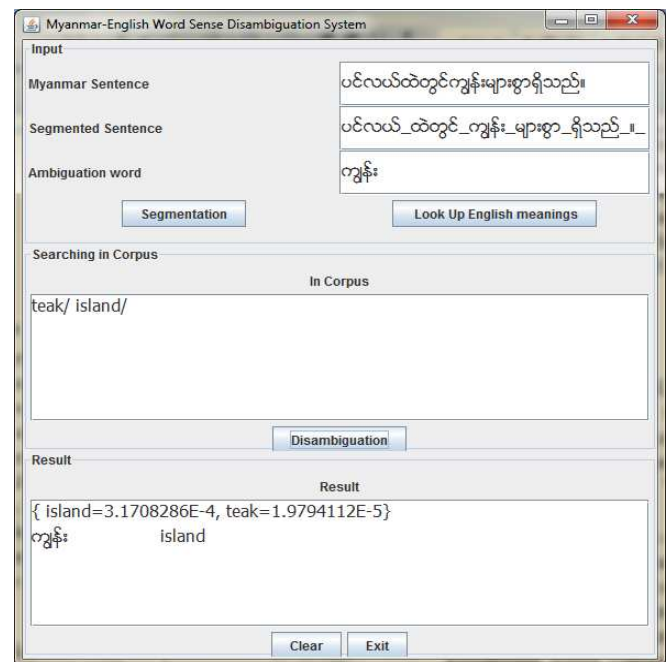 Myanmar-English Word Sense Disambiguation System
Input
Myanmar Sentence
ပင်လယ်ထဲတွင်ကျွန်းများစွာရှိသည်။
Segmented Sentence
ပင်လယ်_ထဲတွင်_ကျွန်း_များစွာ_ရှိသည်_။_
Ambiguation word
ကျွန်း
Segmentation
Look Up English meanings
Searching in Corpus
In Corpus
teak/ island/
Disambiguation
Result
Result
{ island=3.1708286E-4, teak=1.9794112E-5}
ကျွန်း island
Clear
Exit